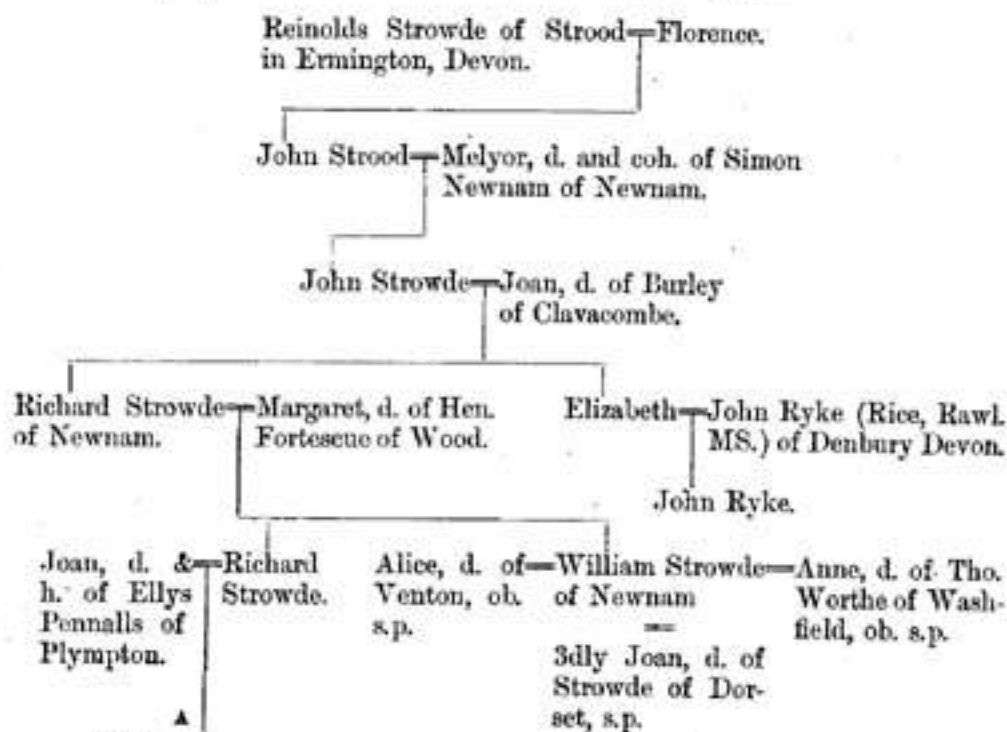 Reinolds Strowde of Strood=Florence.
in Ermington, Devon.
John Strood=Melyor, d. and coh. of Simon
Newnam of Newnam.
John Strowde=Joan, d. of Burley
of Clavacombe.
Richard Strowde=Margaret, d. of Hen.
of Newnam. Fortescue of Wood.
Elizabeth=John Ryke (Rice, Rawl.
MS.) of Denbury Devon.
John Ryke.
Joan, d. &=Richard
h. of Ellys Strowde.
Pennalls of
Plympton.
Alice, d. of=William Strowde=Anne, d. of Tho.
Venton, ob. of Newnam Worthe of Wash-
s.p. = field, ob. s.p.
3dly Joan, d. of
Strowde of Dor-
set, s.p.